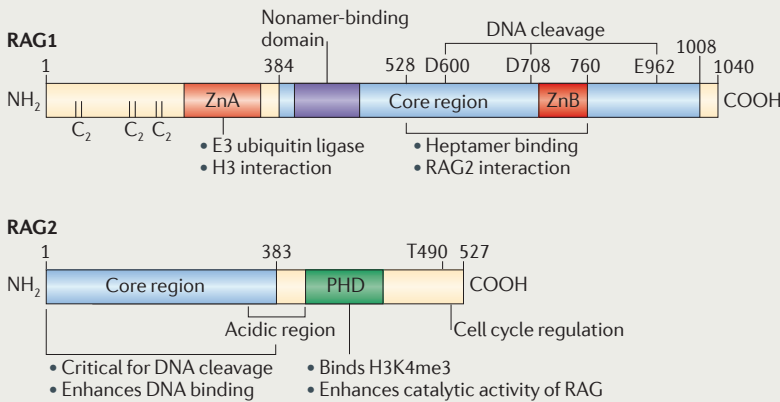 RAG1
Nonamer-binding
domain
DNA cleavage
1
384
528
D600
D708
760
E962
1008
1040
NH2
ZnA
Core region
ZnB
COOH
C2
C2
C2
• E3 ubiquitin ligase
• H3 interaction
• Heptamer binding
• RAG2 interaction
RAG2
1
383
T490
527
NH2
Core region
PHD
COOH
Acidic region
Cell cycle regulation
• Critical for DNA cleavage
• Enhances DNA binding
• Binds H3K4me3
• Enhances catalytic activity of RAG